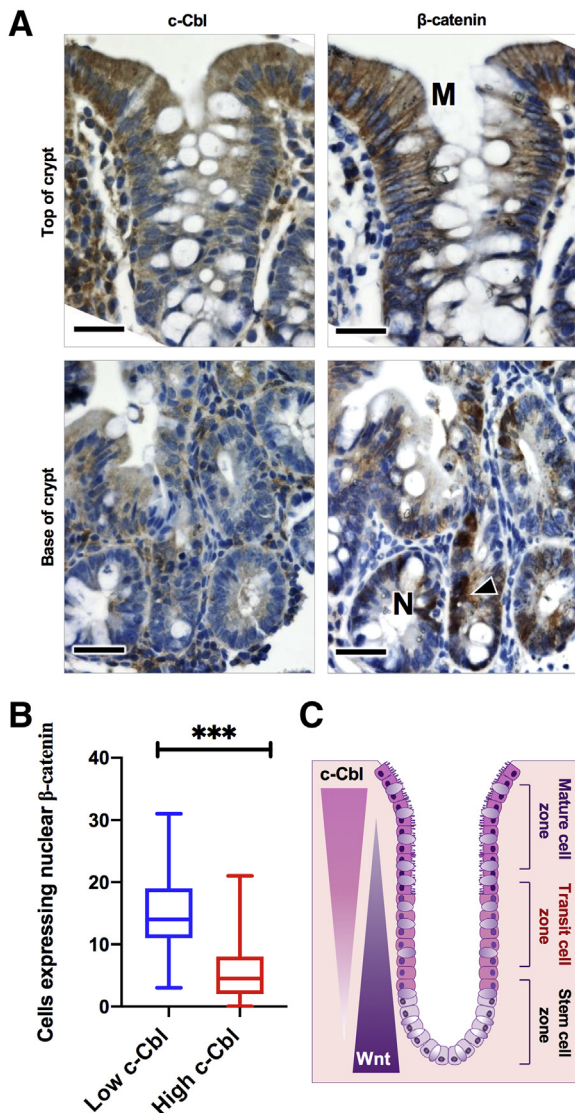 A
c-Cbl
β-catenin
Top of crypt
M
Base of crypt
N
B
***
Cells expressing nuclear β-catenin
40
30
20
10
0
Low c-Cbl
High c-Cbl
C
c-Cbl
Wnt
Mature cell
zone
Transit cell
zone
Stem cell
zone